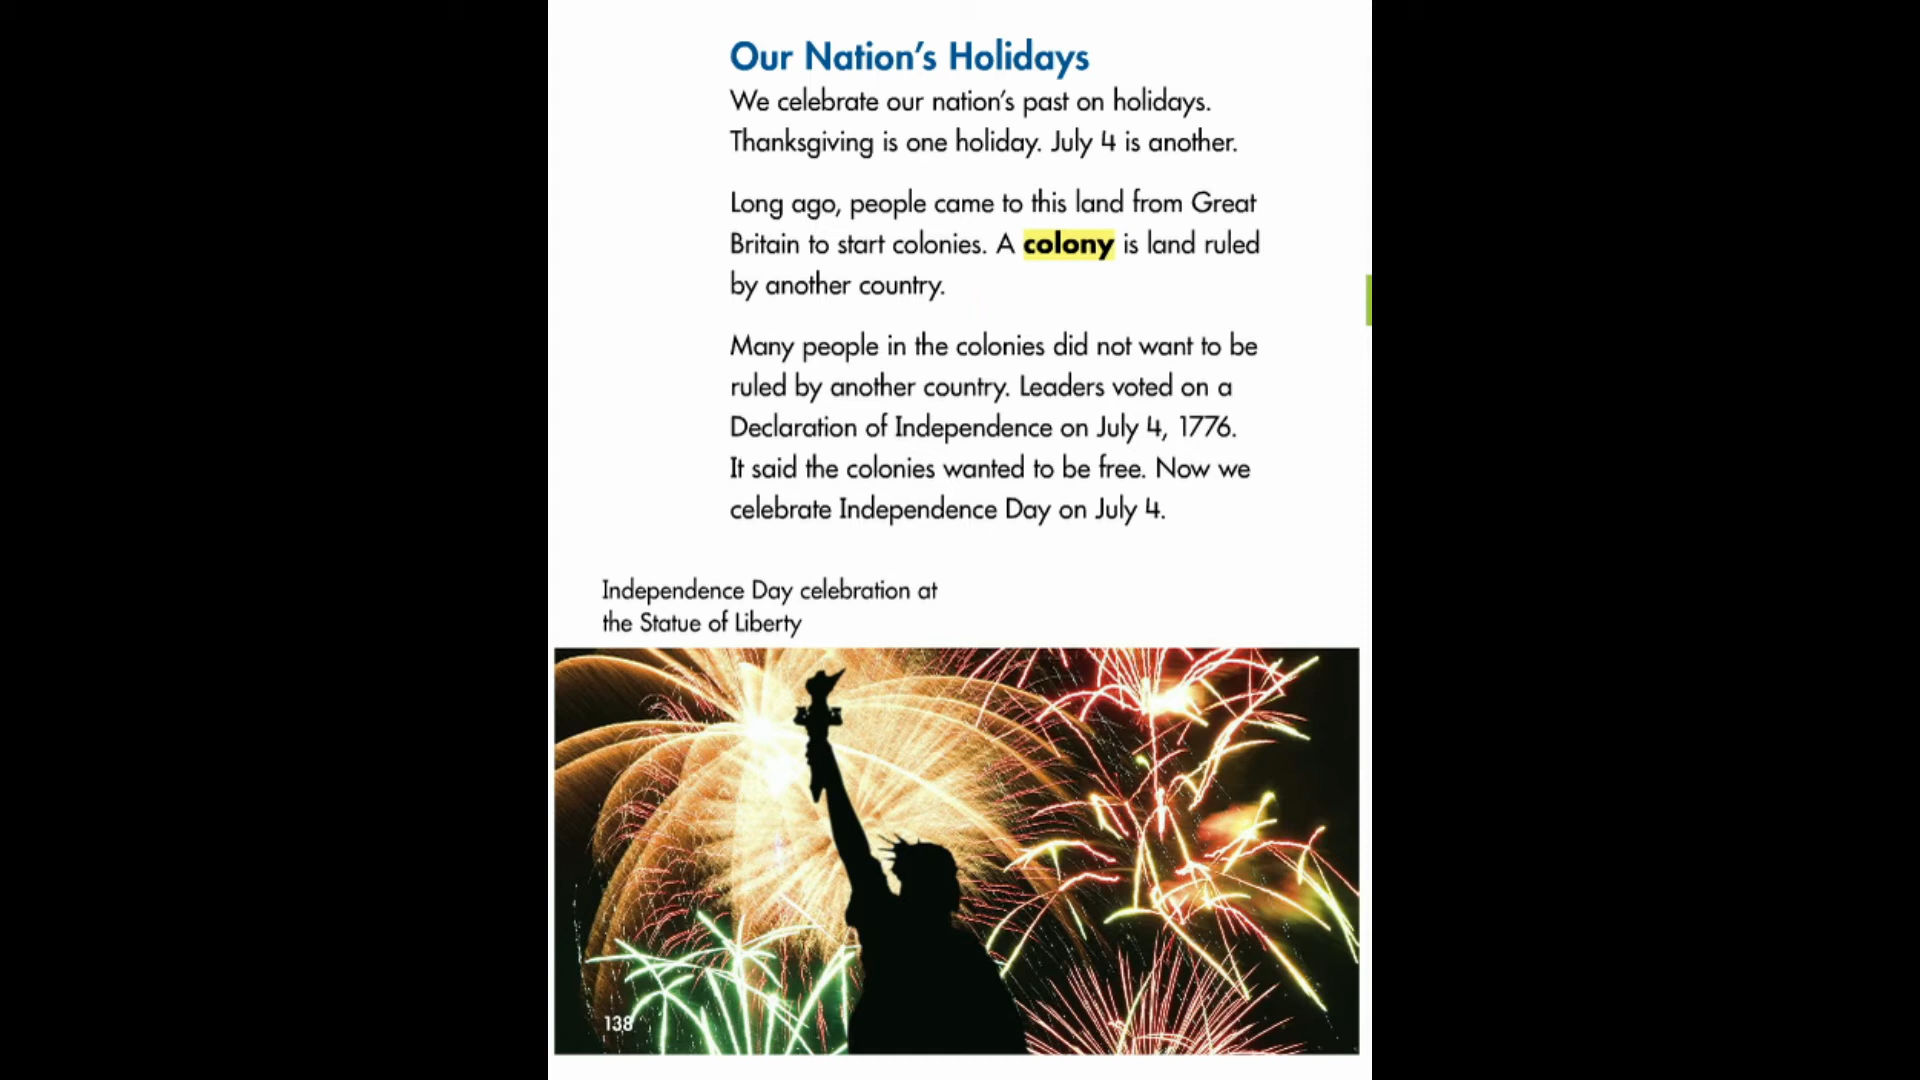 Our Nation's Holidays
We celebrate our nation's past on holidays.
Thanksgiving is one holiday. July 4 is another.
Long ago, people came to this land from Great
Britain to start colonies. A colony is land ruled
by another country.
Many people in the colonies did not want to be
ruled by another country. Leaders voted on a
Declaration of Independence on July 4, 1776.
It said the colonies wanted to be free. Now we
celebrate Independence Day on July 4.
Independence Day celebration at
the Statue of Liberty
138